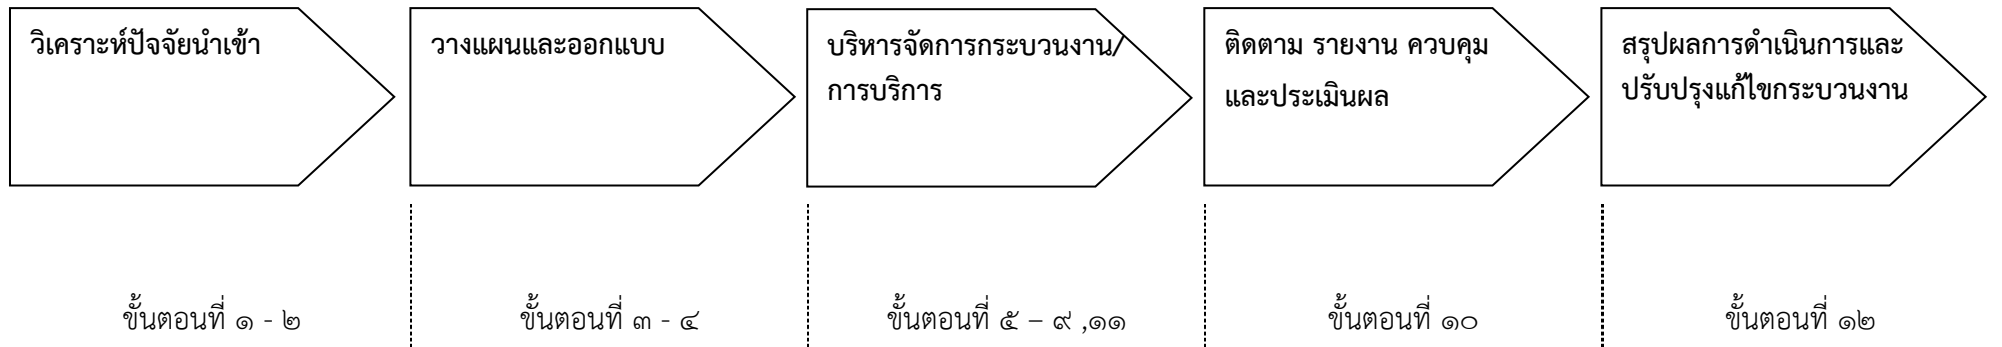 วิเคราะห์ปัจจัยนำเข้า
วางแผนและออกแบบ
บริหารจัดการกระบวนงาน/
การบริการ
ติดตาม รายงาน ควบคุม
และประเมินผล
สรุปผลการดำเนินการและ
ปรับปรุงแก้ไขกระบวนงาน
ขั้นตอนที่ ๑ - ๒
ขั้นตอนที่ ๓ - ๔
ขั้นตอนที่ ๕ – ๙ ,๑๑
ขั้นตอนที่ ๑๐
ขั้นตอนที่ ๑๒